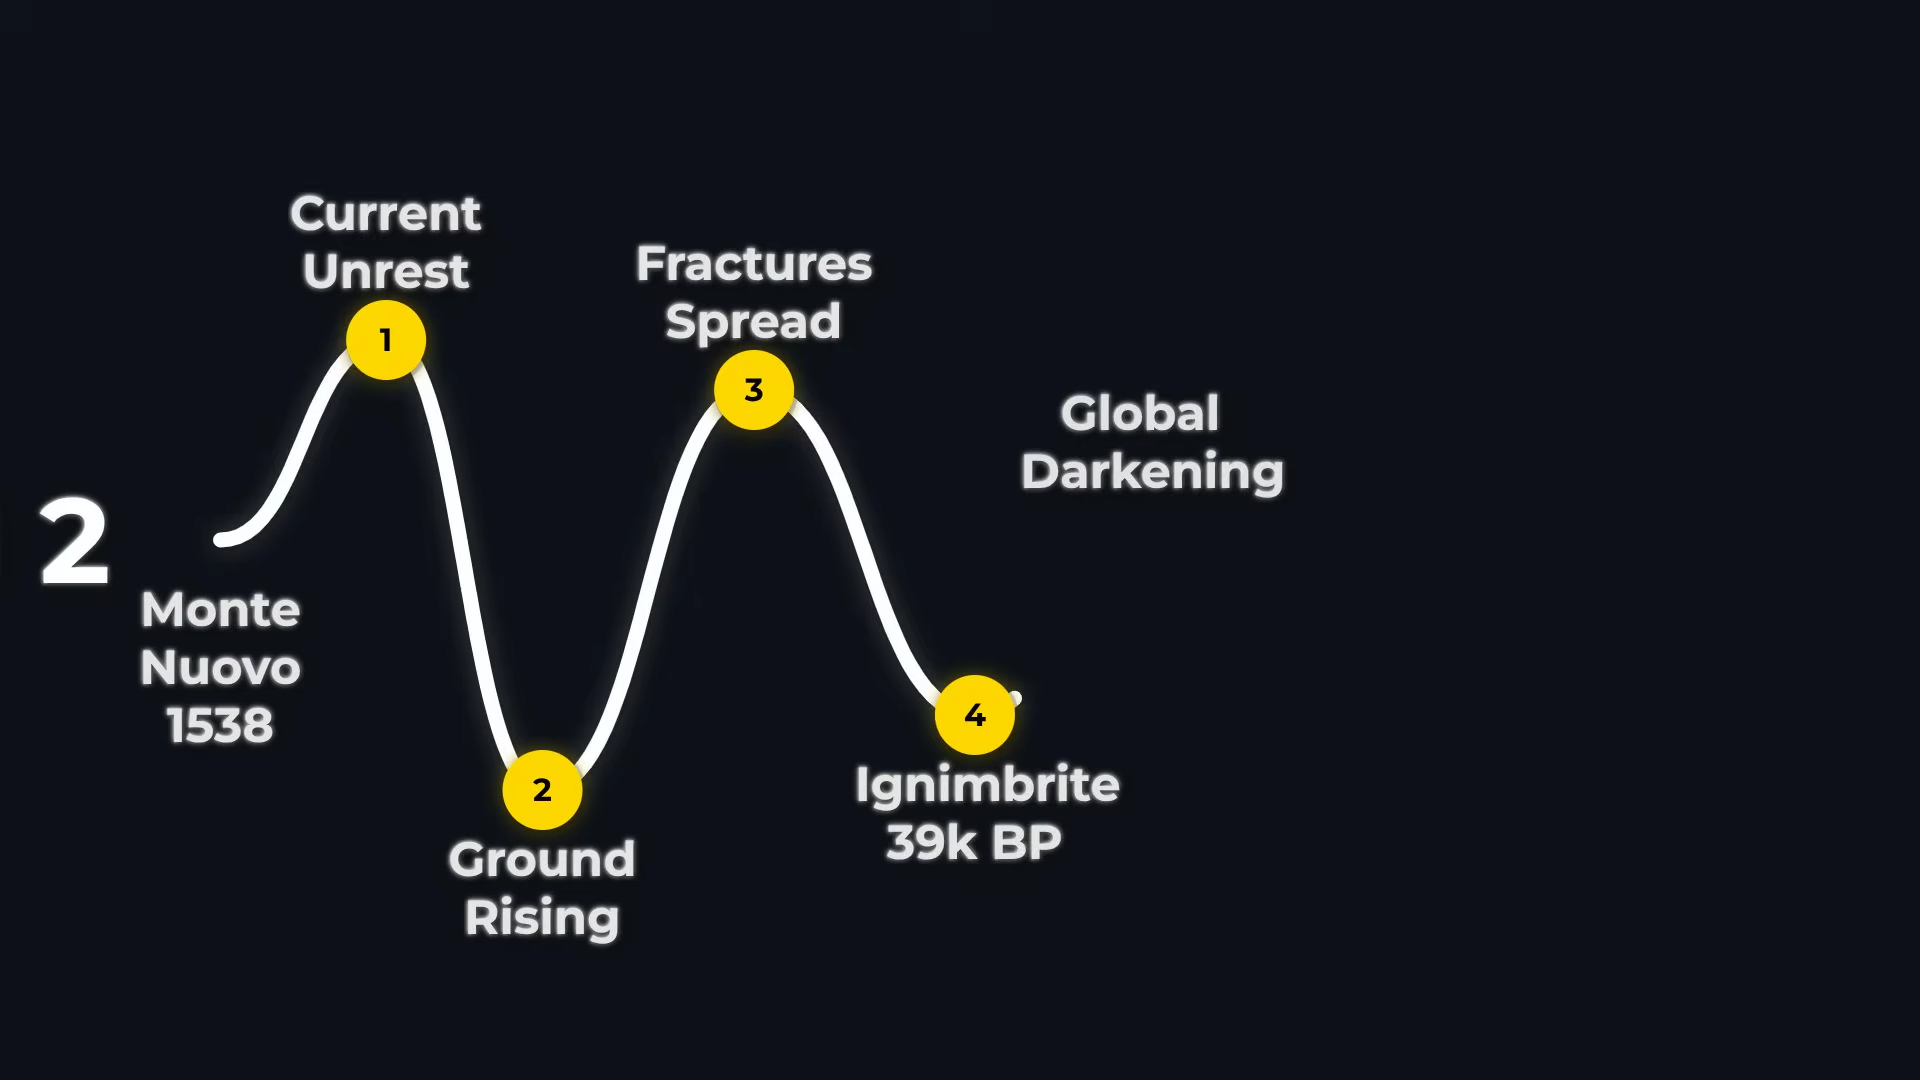 Current
Unrest
1
Fractures
Spread
3
Global
Darkening
2
Monte
Nuovo
1538
2
Ground
Rising
4
Ignimbrite
39k BP